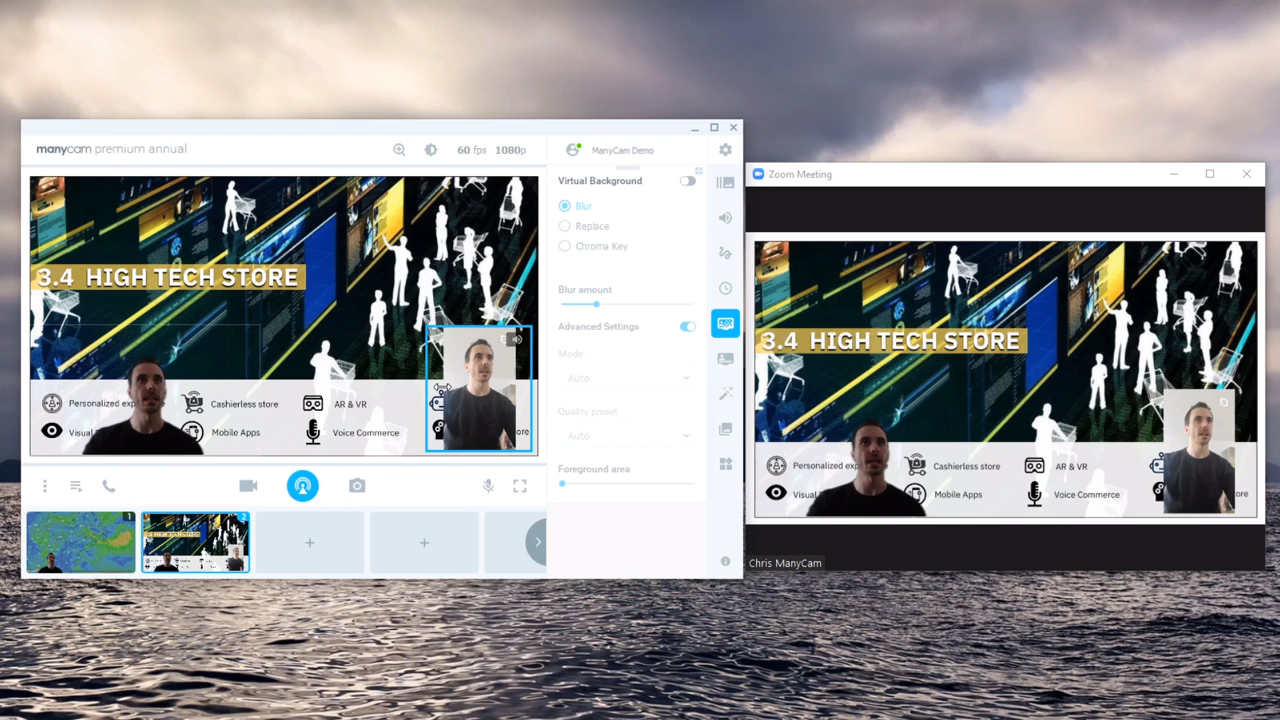 manycam premium annual
60 fps 1080p
ManyCam Demo
3.4 HIGH TECH STORE
Personalized exp
Cashierless store
AR & VR
Visual
Mobile Apps
Voice Commerce
ore
1
2
+
+
Virtual Background
Blur
Replace
Chroma Key
Blur amount
Advanced Settings
Mode
Auto
Quality preset
Auto
Foreground area
Zoom Meeting
3.4 HIGH TECH STORE
Personalized exp
Cashierless store
AR & VR
Visual
Mobile Apps
Voice Commerce
ore
Chris ManyCam